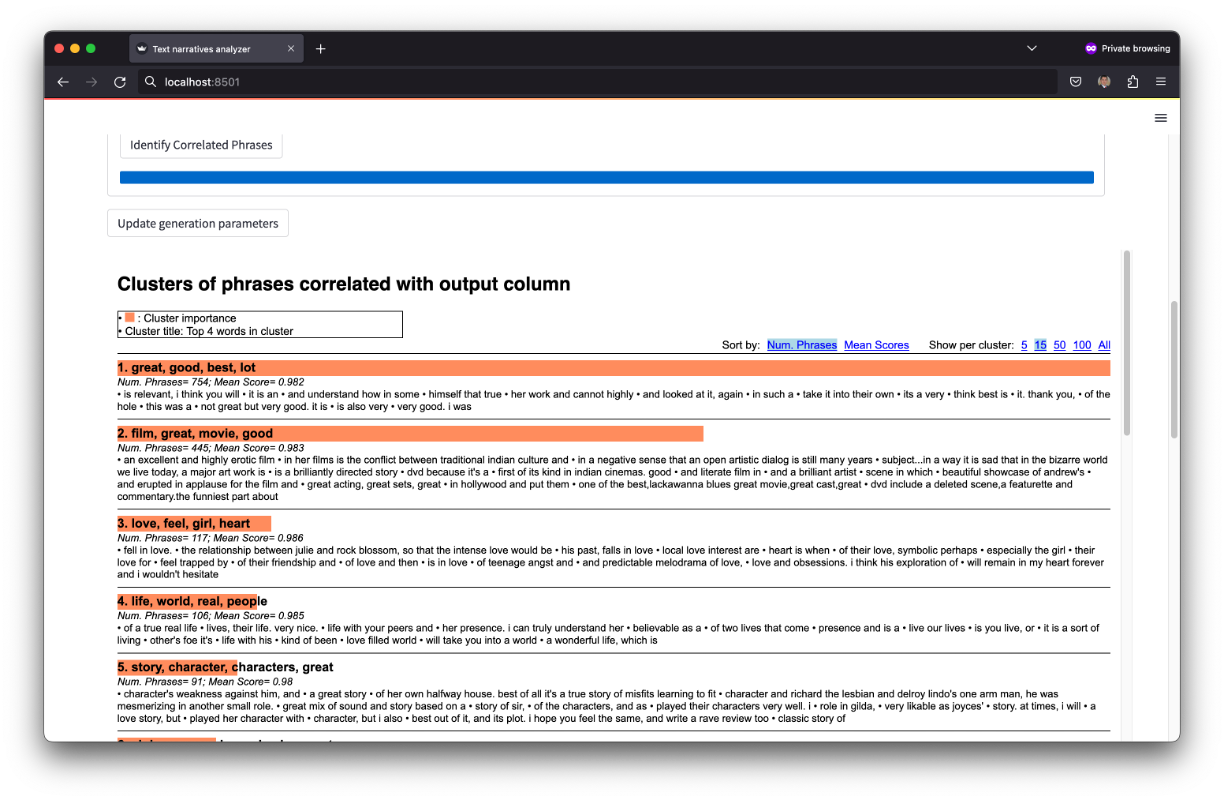 Text narratives analyzer
Private browsing
localhost:8501
Identify Correlated Phrases
Update generation parameters
Clusters of phrases correlated with output column
• : Cluster importance
• Cluster title: Top 4 words in cluster
Sort by: Num. Phrases Mean Scores Show per cluster: 5 15 50 100 All
1. great, good, best, lot
Num. Phrases= 754; Mean Score= 0.982
• is relevant, i think you will • it is an • and understand how in some • himself that true • her work and cannot highly • and looked at it, again • in such a • take it into their own • its a very • think best is • it. thank you, • of the
hole • this was a • not great but very good. it is • is also very • very good. i was
2. film, great, movie, good
Num. Phrases= 445; Mean Score= 0.983
• an excellent and highly erotic film • in her films is the conflict between traditional indian culture and • in a negative sense that an open artistic dialog is still many years • subject...in a way it is sad that in the bizarre world
we live today, a major art work is • is a brilliantly directed story • dvd because it's a • first of its kind in indian cinemas. good • and literate film in • and a brilliant artist • scene in which • beautiful showcase of andrew's •
and erupted in applause for the film and • great acting, great sets, great • in hollywood and put them • one of the best,lackawanna blues great movie,great cast,great • dvd include a deleted scene,a featurette and
commentary.the funniest part about
3. love, feel, girl, heart
Num. Phrases= 117; Mean Score= 0.986
• fell in love. • the relationship between julie and rock blossom, so that the intense love would be • his past, falls in love • local love interest are • heart is when • of their love, symbolic perhaps • especially the girl • their
love for • feel trapped by • of their friendship and • of love and then • is in love • of teenage angst and • and predictable melodrama of love, • love and obsessions. i think his exploration of • will remain in my heart forever
and i wouldn't hesitate
4. life, world, real, people
Num. Phrases= 106; Mean Score= 0.985
• of a true real life • lives, their life. very nice. • life with your peers and • her presence. i can truly understand her • believable as a • of two lives that come • presence and is a • live our lives • is you live, or • it is a sort of
living • other's foe it's • life with his • kind of been • love filled world • will take you into a world • a wonderful life, which is
5. story, character, characters, great
Num. Phrases= 91; Mean Score= 0.98
• character's weakness against him, and • a great story • of her own halfway house. best of all it's a true story of misfits learning to fit • character and richard the lesbian and delroy lindo's one arm man, he was
mesmerizing in another small role. • great mix of sound and story based on a • story of sir, • of the characters, and as • played their characters very well. i • role in gilda, • very likable as joyces' • story. at times, i will • a
love story, but • played her character with • character, but i also • best out of it, and its plot. i hope you feel the same, and write a rave review too • classic story of